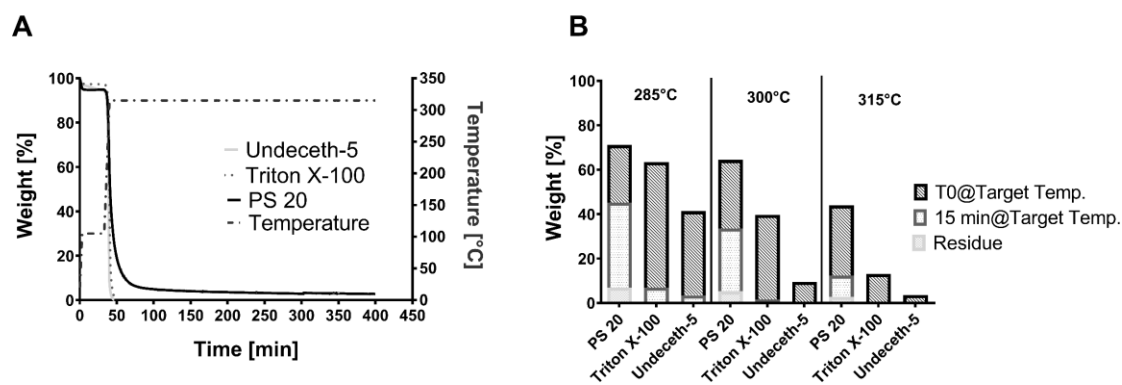 A
Weight [%]
100
80
60
40
20
0
0 50 100 150 200 250 300 350 400 450
Time [min]
350
300
250
200
150
100
50
0
Temperature [°C]
Undeceth-5
Triton X-100
PS 20
Temperature
B
Weight [%]
100
80
60
40
20
0
285°C 300°C 315°C
PS 20 Triton X-100 Undeceth-5 PS 20 Triton X-100 Undeceth-5 PS 20 Triton X-100 Undeceth-5
T0@Target Temp.
15 min@Target Temp.
Residue